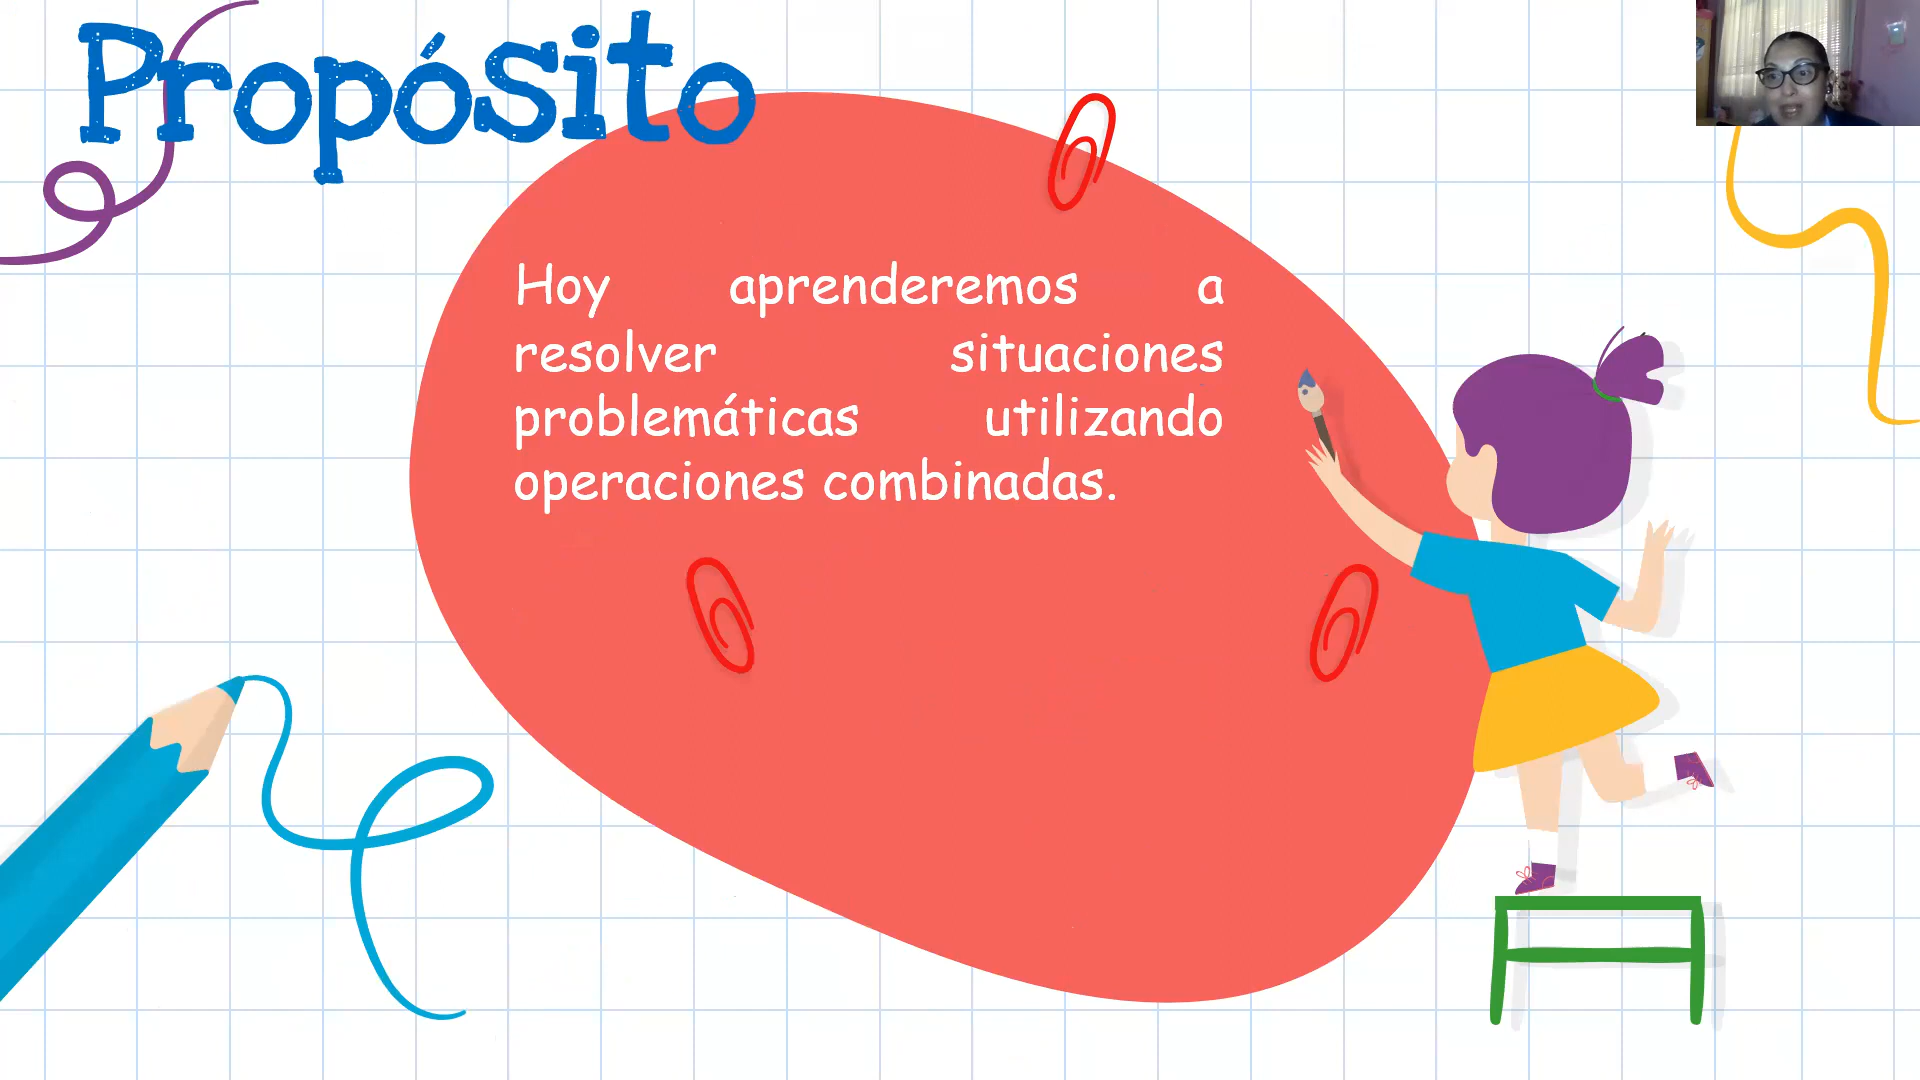 Propósito
Hoy aprenderemos a
resolver situaciones
problemáticas utilizando
operaciones combinadas.